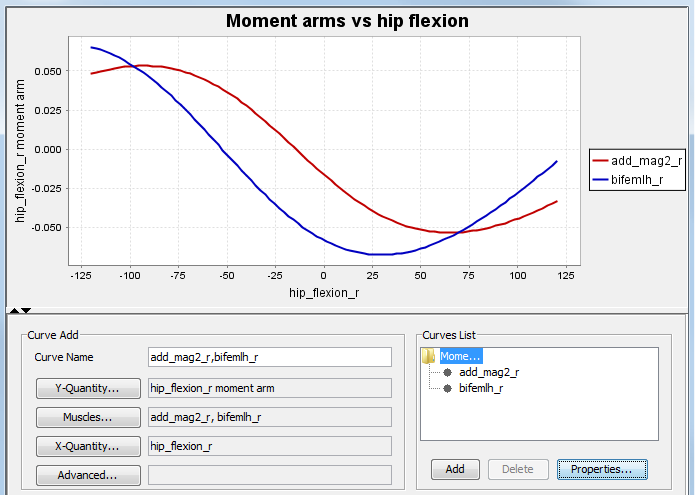 Moment arms vs hip flexion
hip_flexion_r moment arm
0.050
0.025
0.000
-0.025
-0.050
-125 -100 -75 -50 -25 0 25 50 75 100 125
hip_flexion_r
add_mag2_r
bifemlh_r
Curve Add
Curve Name add_mag2_r,bifemlh_r
Y-Quantity... hip_flexion_r moment arm
Muscles... add_mag2_r, bifemlh_r
X-Quantity... hip_flexion_r
Advanced...
Curves List
Mome...
add_mag2_r
bifemlh_r
Add Delete Properties...